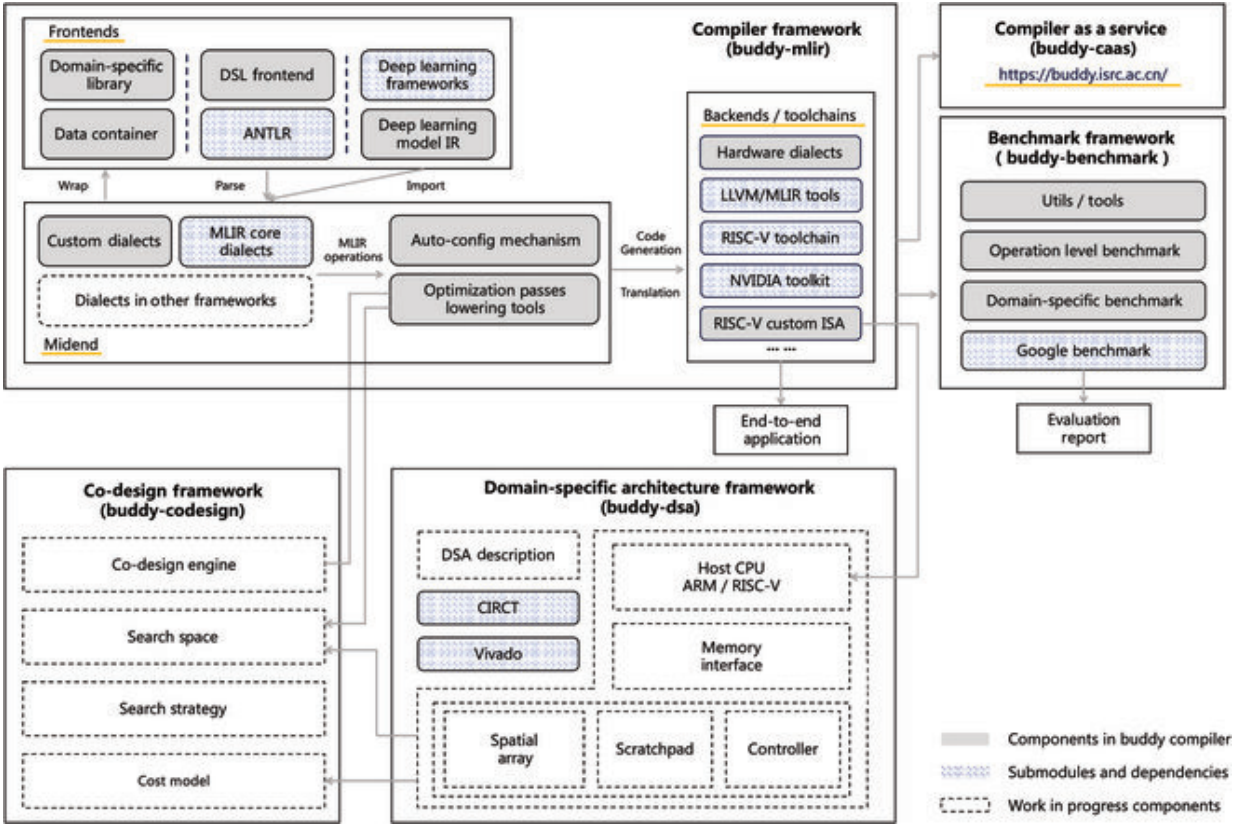 Frontends
Domain-specific
library
DSL frontend
Deep learning
frameworks
Data container
ANTLR
Deep learning
model IR
Wrap
Parse
Import
Custom dialects
MLIR core
dialects
MLIR
operations
Auto-config mechanism
Dialects in other frameworks
Optimization passes
lowering tools
Midend
Code
Generation
Translation
Compiler framework
(buddy-mlir)
Backends / toolchains
Hardware dialects
LLVM/MLIR tools
RISC-V toolchain
NVIDIA toolkit
RISC-V custom ISA
... ...
End-to-end
application
Compiler as a service
(buddy-caas)
https://buddy.isrc.ac.cn/
Benchmark framework
( buddy-benchmark )
Utils / tools
Operation level benchmark
Domain-specific benchmark
Google benchmark
Evaluation
report
Co-design framework
(buddy-codesign)
Co-design engine
Search space
Search strategy
Cost model
Domain-specific architecture framework
(buddy-dsa)
DSA description
CIRCT
Vivado
Host CPU
ARM / RISC-V
Memory
interface
Spatial
array
Scratchpad
Controller
Components in buddy compiler
Submodules and dependencies
Work in progress components